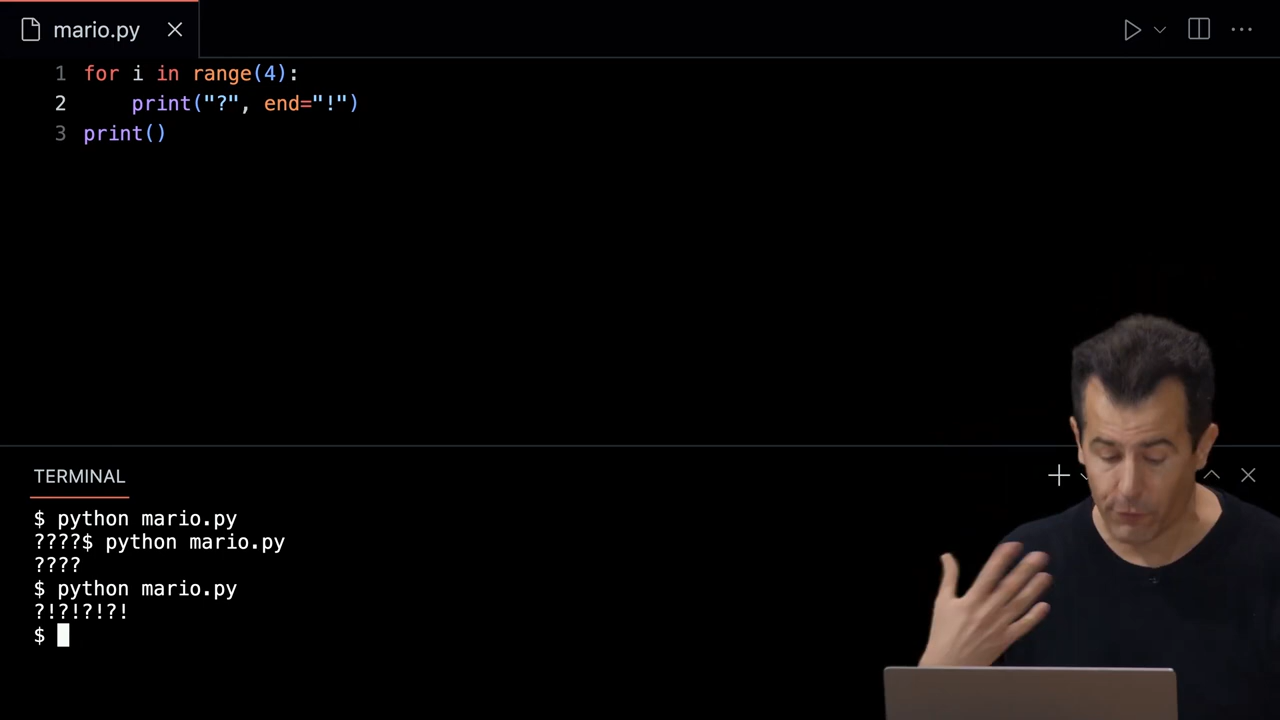 mario.py
1 for i in range(4):
2     print("?", end="!")
3 print()
TERMINAL
$ python mario.py
????$ python mario.py
????
$ python mario.py
?!?!?!?!
$